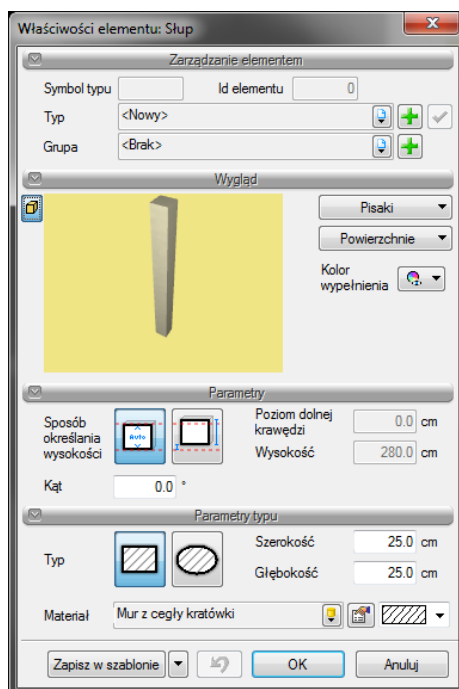 Właściwości elementu: Słup
Zarządzanie elementem
Symbol typu Id elementu 0
Typ <Nowy>
Grupa <Brak>
Wygląd
Pisaki
Powierzchnie
Kolor
wypełnienia
Parametry
Sposób
określania
wysokości
Auto
Poziom dolnej
krawędzi
0.0 cm
Wysokość 280.0 cm
Kąt 0.0 °
Parametry typu
Typ
Szerokość 25.0 cm
Głębokość 25.0 cm
Materiał Mur z cegły kratówki
Zapisz w szablonie OK Anuluj